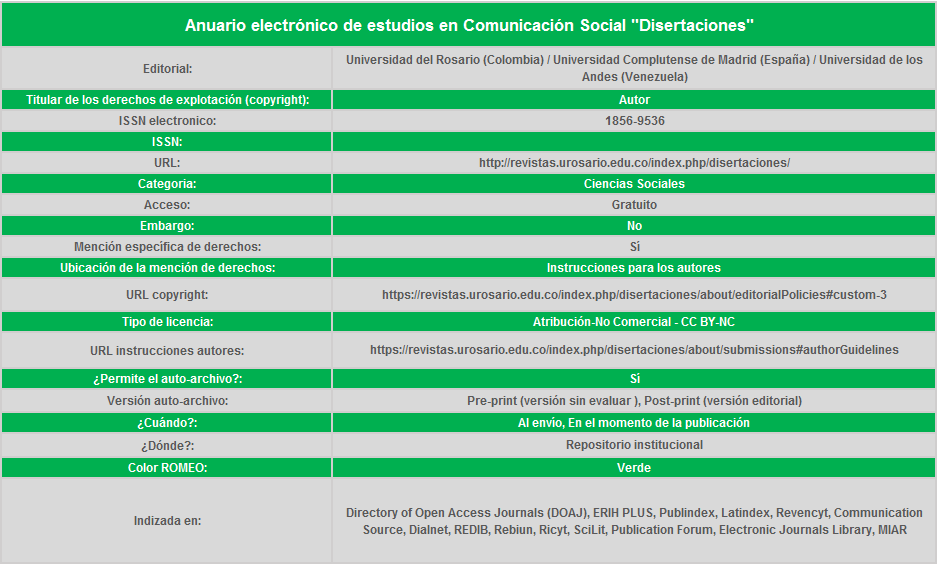 Anuario electrónico de estudios en Comunicación Social "Disertaciones"
Editorial:
Universidad del Rosario (Colombia) / Universidad Complutense de Madrid (España) / Universidad de los
Andes (Venezuela)
Titular de los derechos de explotación (copyright):
Autor
ISSN electronico:
1856-9536
ISSN:
URL:
http://revistas.urosario.edu.co/index.php/disertaciones/
Categoria:
Ciencias Sociales
Acceso:
Gratuito
Embargo:
No
Mención específica de derechos:
Sí
Ubicación de la mención de derechos:
Instrucciones para los autores
URL copyright:
https://revistas.urosario.edu.co/index.php/disertaciones/about/editorialPolicies#custom-3
Tipo de licencia:
Atribución-No Comercial - CC BY-NC
URL instrucciones autores:
https://revistas.urosario.edu.co/index.php/disertaciones/about/submissions#authorGuidelines
¿Permite el auto-archivo?:
Sí
Versión auto-archivo:
Pre-print (versión sin evaluar ), Post-print (versión editorial)
¿Cuándo?:
Al envío, En el momento de la publicación
¿Dónde?:
Repositorio institucional
Color ROMEO:
Verde
Indizada en:
Directory of Open Access Journals (DOAJ), ERIH PLUS, Publindex, Latindex, Revencyt, Communication
Source, Dialnet, REDIB, Rebiun, Ricyt, SciLit, Publication Forum, Electronic Journals Library, MIAR